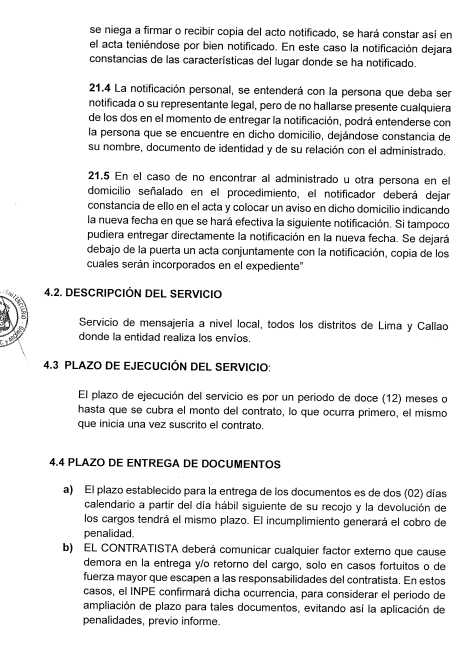 se niega a firmar o recibir copia del acto notificado, se hará constar así en
el acta teniéndose por bien notificado. En este caso la notificación dejara
constancias de las características del lugar donde se ha notificado.
21.4 La notificación personal, se entenderá con la persona que deba ser
notificada o su representante legal, pero de no hallarse presente cualquiera
de los dos en el momento de entregar la notificación, podrá entenderse con
la persona que se encuentre en dicho domicilio, dejándose constancia de
su nombre, documento de identidad y de su relación con el administrado.
21.5 En el caso de no encontrar al administrado u otra persona en el
domicilio señalado en el procedimiento, el notificador deberá dejar
constancia de ello en el acta y colocar un aviso en dicho domicilio indicando
la nueva fecha en que se hará efectiva la siguiente notificación. Si tampoco
pudiera entregar directamente la notificación en la nueva fecha. Se dejará
debajo de la puerta un acta conjuntamente con la notificación, copia de los
cuales serán incorporados en el expediente”
4.2. DESCRIPCIÓN DEL SERVICIO
Servicio de mensajería a nivel local, todos los distritos de Lima y Callao
donde la entidad realiza los envíos.
4.3 PLAZO DE EJECUCIÓN DEL SERVICIO:
El plazo de ejecución del servicio es por un periodo de doce (12) meses o
hasta que se cubra el monto del contrato, lo que ocurra primero, el mismo
que inicia una vez suscrito el contrato.
4.4 PLAZO DE ENTREGA DE DOCUMENTOS
a) El plazo establecido para la entrega de los documentos es de dos (02) días
calendario a partir del día hábil siguiente de su recojo y la devolución de
los cargos tendrá el mismo plazo. El incumplimiento generará el cobro de
penalidad.
b) EL CONTRATISTA deberá comunicar cualquier factor externo que cause
demora en la entrega y/o retorno del cargo, solo en casos fortuitos o de
fuerza mayor que escapen a las responsabilidades del contratista. En estos
casos, el INPE confirmará dicha ocurrencia, para considerar el periodo de
ampliación de plazo para tales documentos, evitando así la aplicación de
penalidades, previo informe.